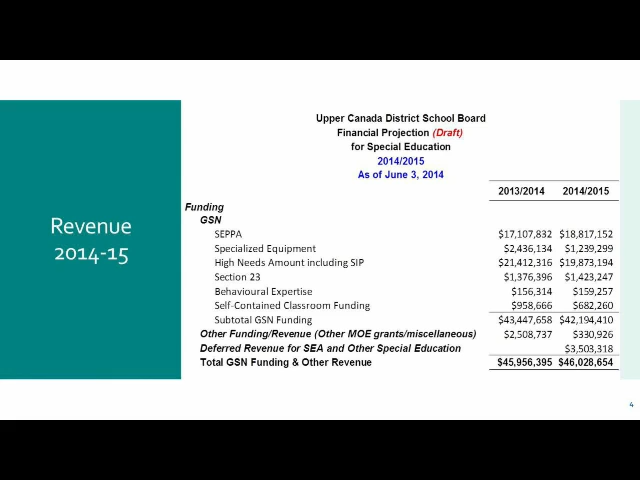 Revenue
2014-15
Upper Canada District School Board
Financial Projection (Draft)
for Special Education
2014/2015
As of June 3, 2014
2013/2014 2014/2015
Funding
GSN
SEPPA $17,107,832 $18,817,152
Specialized Equipment $2,436,134 $1,239,299
High Needs Amount including SIP $21,412,316 $19,873,194
Section 23 $1,376,396 $1,423,247
Behavioural Expertise $156,314 $159,257
Self-Contained Classroom Funding $958,666 $682,260
Subtotal GSN Funding $43,447,658 $42,194,410
Other Funding/Revenue (Other MOE grants/miscellaneous) $2,508,737 $330,926
Deferred Revenue for SEA and Other Special Education $3,503,318
Total GSN Funding & Other Revenue $45,956,395 $46,028,654
4